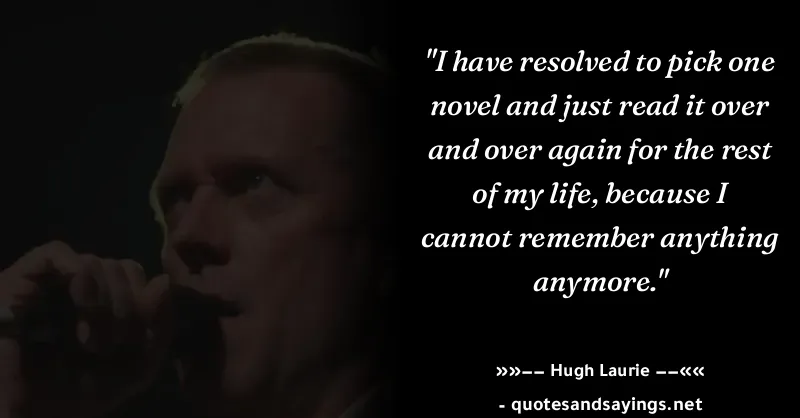 "I have resolved to pick one
novel and just read it over
and over again for the rest
of my life, because I
cannot remember anything
anymore."
»»−− Hugh Laurie −−««
- quotesandsayings.net